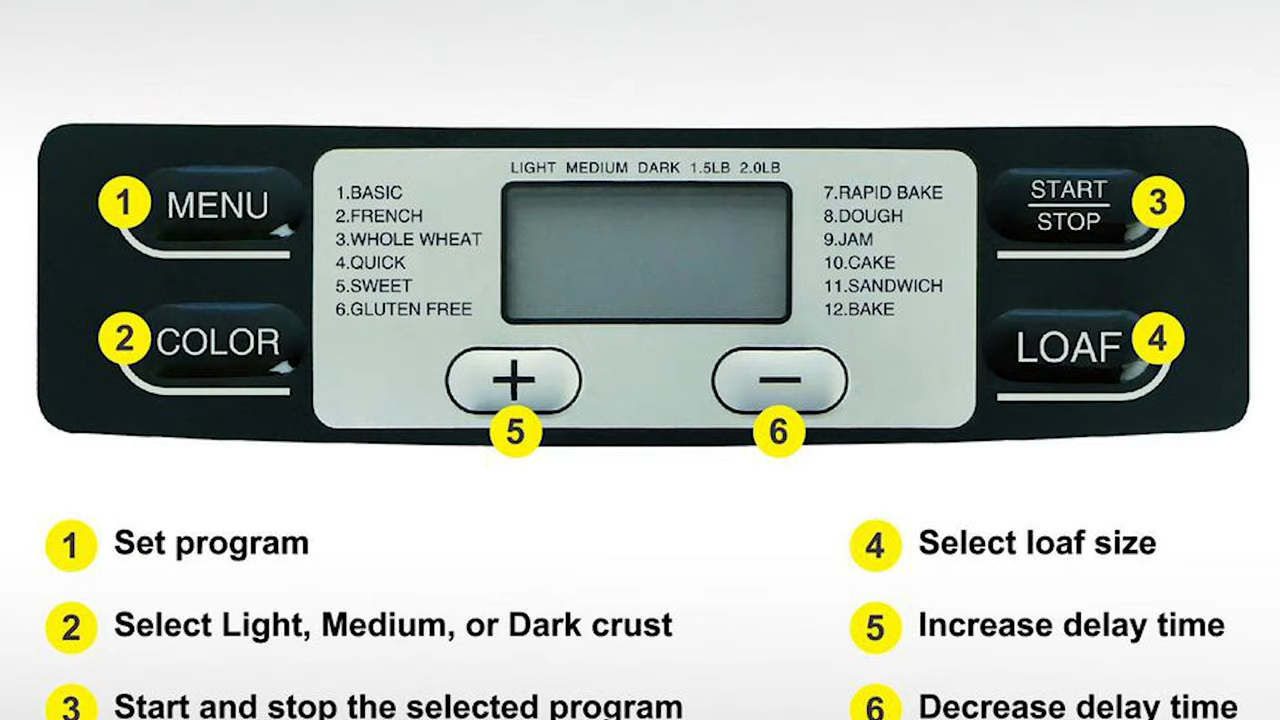 LIGHT MEDIUM DARK 1.5LB 2.0LB
1 MENU
2 COLOR
1.BASIC
2.FRENCH
3.WHOLE WHEAT
4.QUICK
5.SWEET
6.GLUTEN FREE
7.RAPID BAKE
8.DOUGH
9.JAM
10.CAKE
11.SANDWICH
12.BAKE
START 3
STOP
LOAF 4
+ −
5 6
1 Set program
2 Select Light, Medium, or Dark crust
3 Start and stop the selected program
4 Select loaf size
5 Increase delay time
6 Decrease delay time